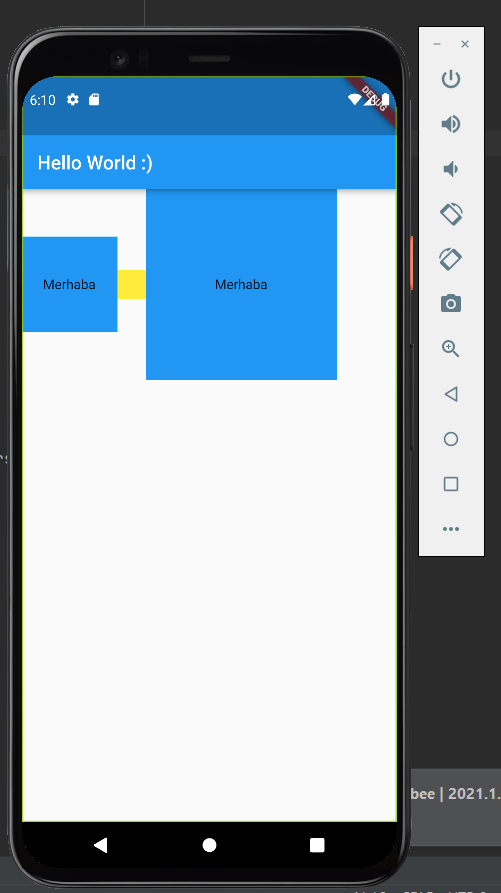 6:10
DEBUG
Hello World :)
Merhaba
Merhaba
bee | 2021.1.